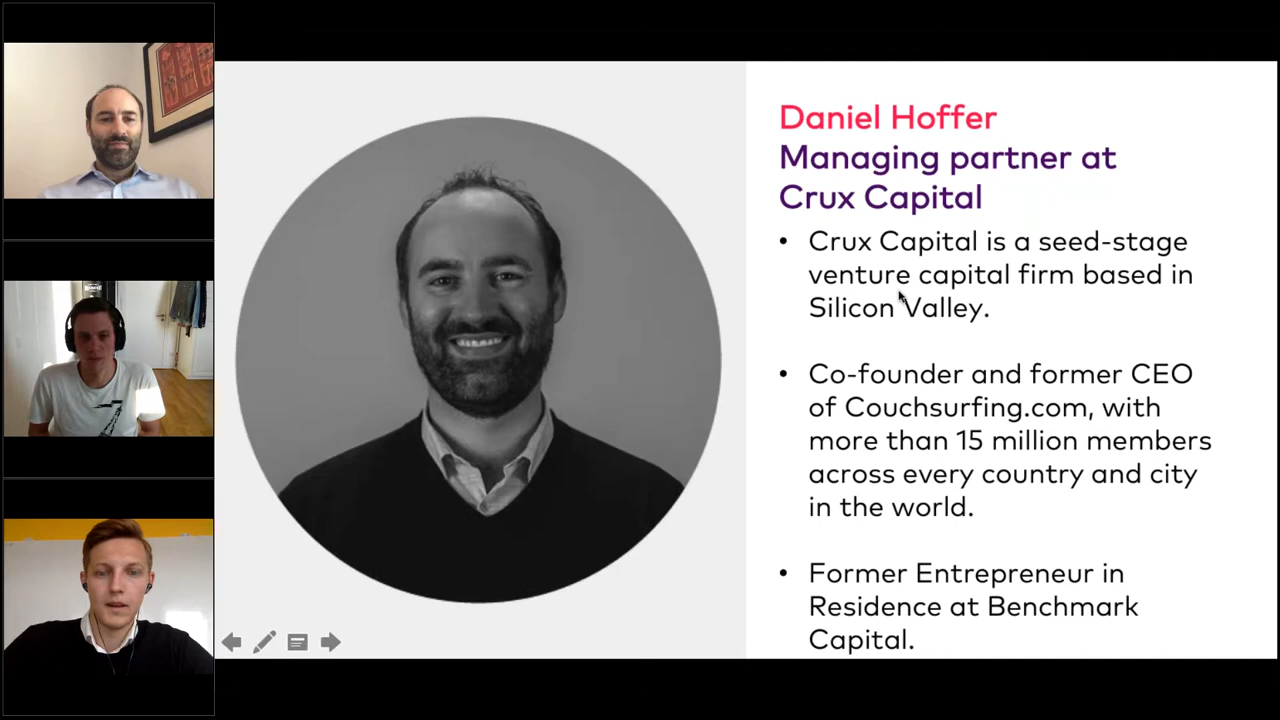 Daniel Hoffer
Managing partner at
Crux Capital
• Crux Capital is a seed-stage
venture capital firm based in
Silicon Valley.
• Co-founder and former CEO
of Couchsurfing.com, with
more than 15 million members
across every country and city
in the world.
• Former Entrepreneur in
Residence at Benchmark
Capital.